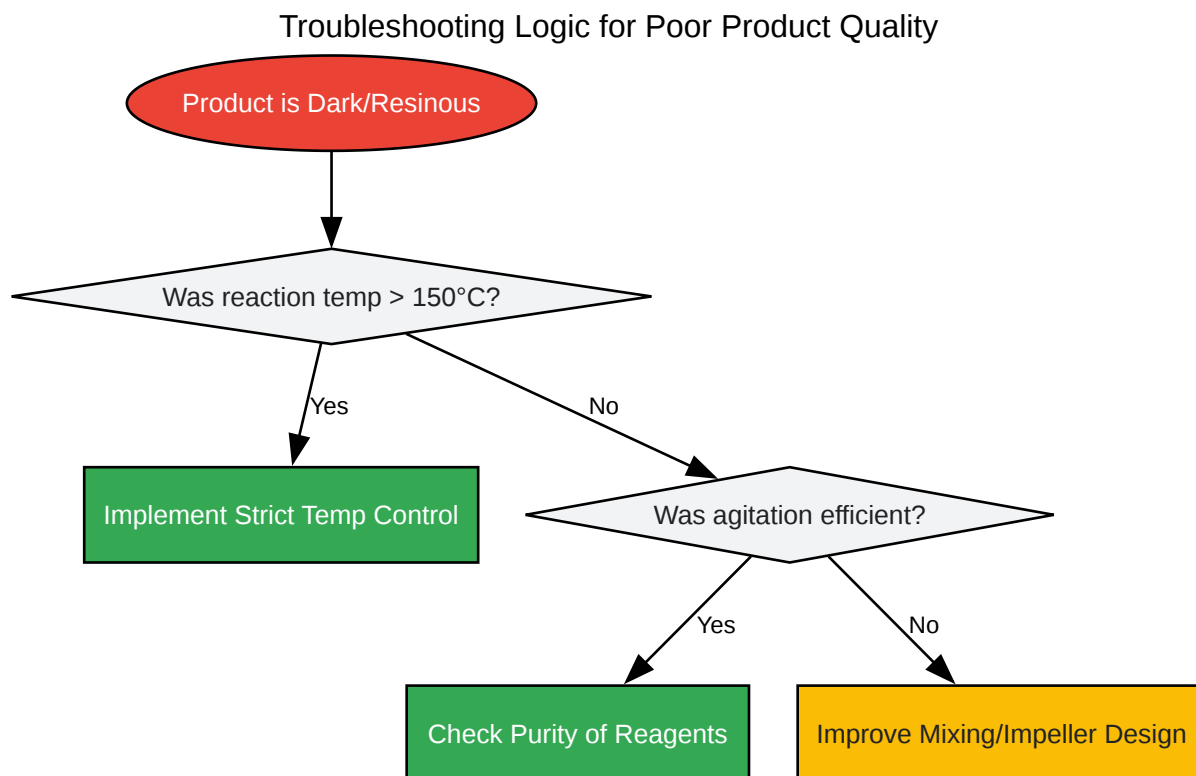 Troubleshooting Logic for Poor Product Quality
Product is Dark/Resinous
Was reaction temp > 150°C?
Yes
No
Implement Strict Temp Control
Was agitation efficient?
Yes
No
Check Purity of Reagents
Improve Mixing/Impeller Design